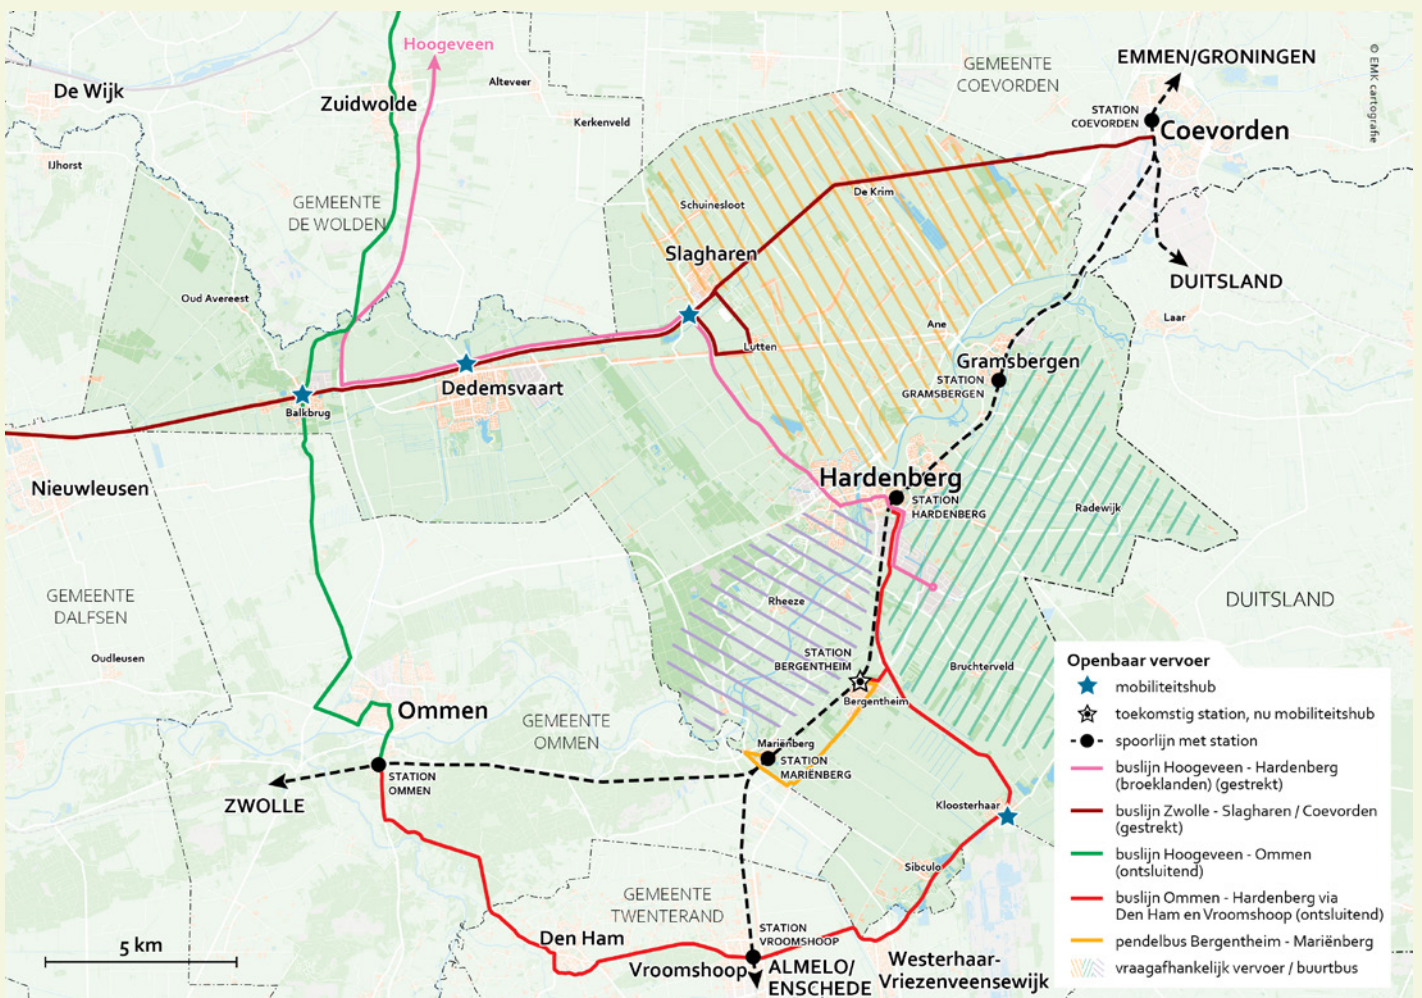 Hoogeveen
De Wijk
Zuidwolde
Alteveer
Kerkenveld
IJhorst
GEMEENTE
DE WOLDEN
GEMEENTE
COEVORDEN
EMMEN/GRONINGEN
STATION
COEVORDEN
Coevorden
© EMK cartografie
De Krim
Schuinesloot
Slagharen
DUITSLAND
Oud Avereest
Laar
Ane
Lutten
Gramsbergen
STATION
GRAMSBERGEN
Dedemsvaart
Balkbrug
Nieuwleusen
Hardenberg
STATION
HARDENBERG
Radewijk
GEMEENTE
DALFSEN
Rheeze
DUITSLAND
Oudleusen
STATION
BERGENTHEIM
Bruchterveld
Bergentheim
Ommen
GEMEENTE
OMMEN
Mariënberg
STATION
MARIËNBERG
STATION
OMMEN
ZWOLLE
Kloosterhaar
Sibculo
GEMEENTE
TWENTERAND
Den Ham
STATION
VROOMSHOOP
Vroomshoop
ALMELO/
ENSCHEDE
Westerhaar-
Vriezenveensewijk
5 km
Openbaar vervoer
mobiliteitshub
toekomstig station, nu mobiliteitshub
spoorlijn met station
buslijn Hoogeveen - Hardenberg
(broeklanden) (gestrekt)
buslijn Zwolle - Slagharen / Coevorden
(gestrekt)
buslijn Hoogeveen - Ommen
(ontsluitend)
buslijn Ommen - Hardenberg via
Den Ham en Vroomshoop (ontsluitend)
pendelbus Bergentheim - Mariënberg
vraagafhankelijk vervoer / buurtbus